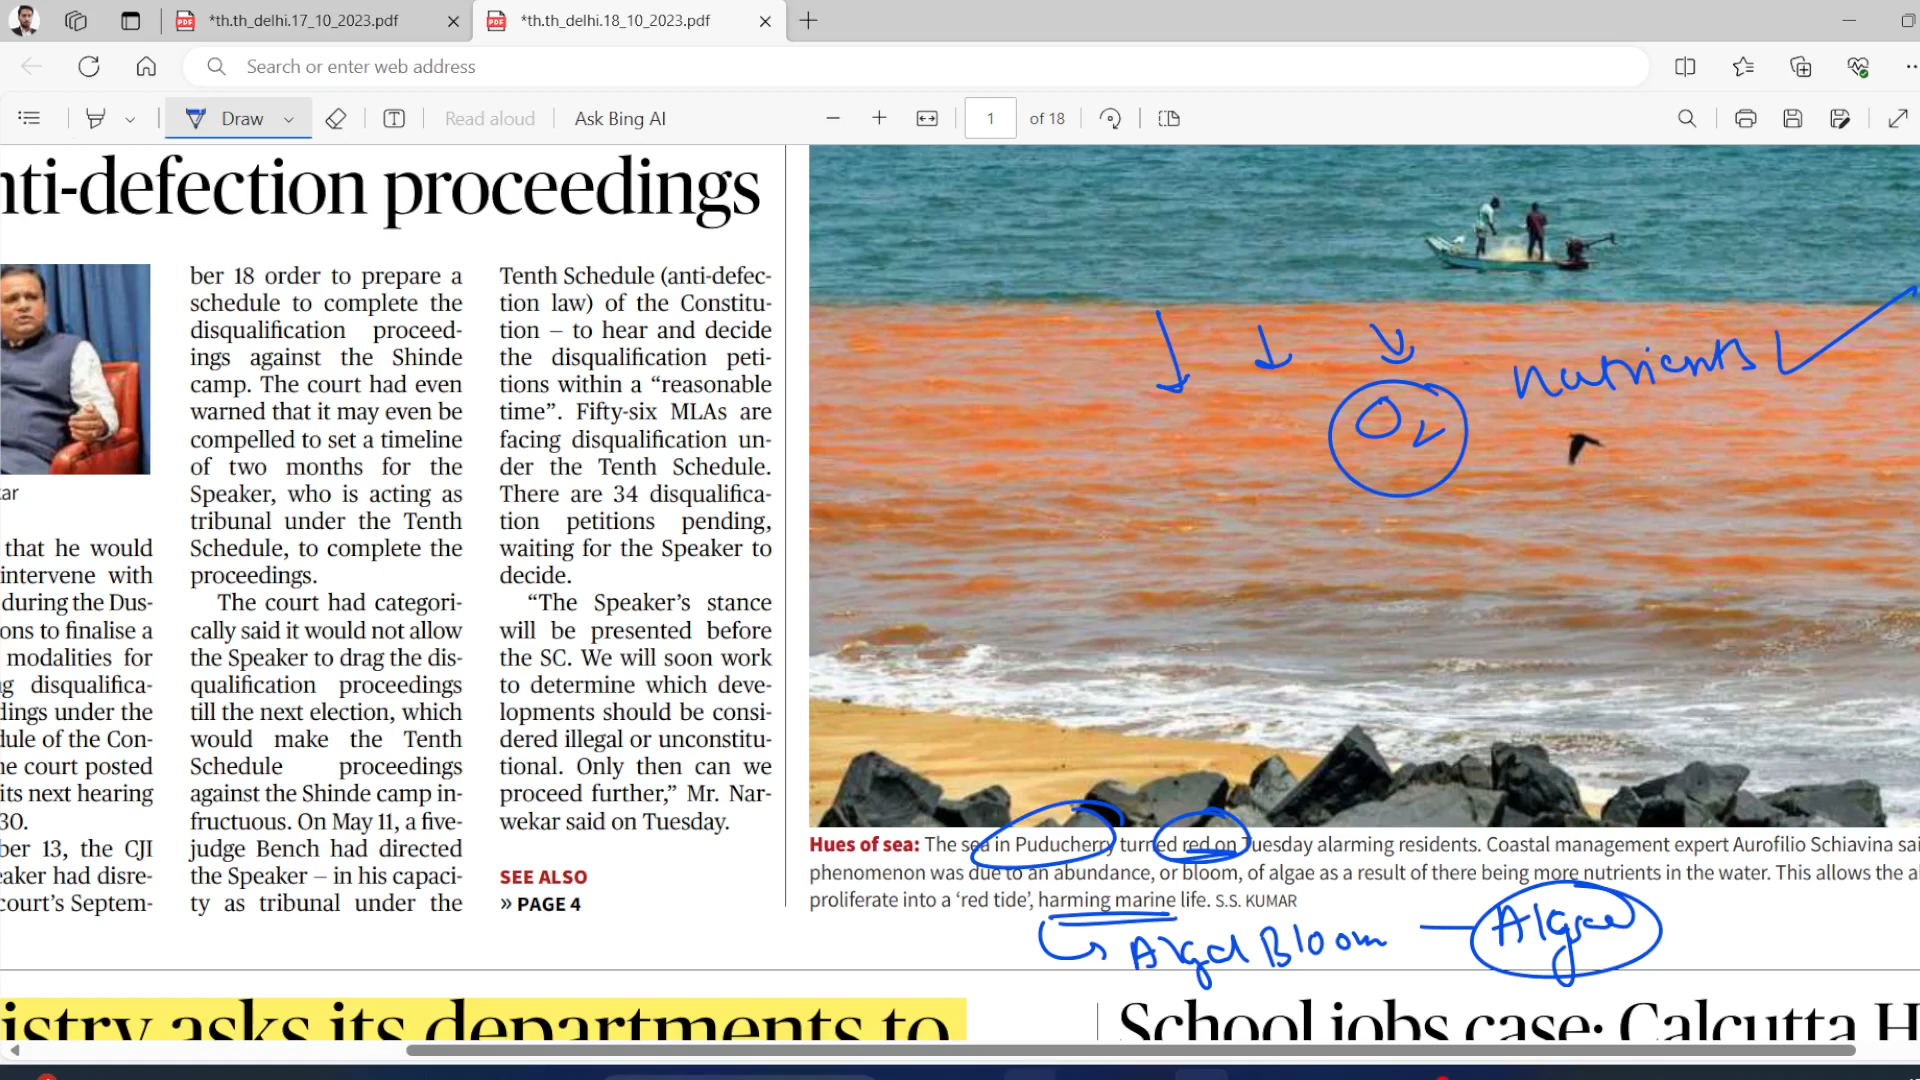 *th.th_delhi.17_10_2023.pdf
*th.th_delhi.18_10_2023.pdf
Search or enter web address
Draw
Read aloud
Ask Bing AI
1 of 18
nti-defection proceedings
ar
that he would
intervene with
during the Dus-
ons to finalise a
modalities for
g disqualifica-
dings under the
dule of the Con-
he court posted
its next hearing
30.
ber 13, the CJI
eaker had disre-
court's Septem-
ber 18 order to prepare a
schedule to complete the
disqualification proceed-
ings against the Shinde
camp. The court had even
warned that it may even be
compelled to set a timeline
of two months for the
Speaker, who is acting as
tribunal under the Tenth
Schedule, to complete the
proceedings.
The court had categori-
cally said it would not allow
the Speaker to drag the dis-
qualification proceedings
till the next election, which
would make the Tenth
Schedule proceedings
against the Shinde camp in-
fructuous. On May 11, a five-
judge Bench had directed
the Speaker – in his capaci-
ty as tribunal under the
Tenth Schedule (anti-defec-
tion law) of the Constitu-
tion – to hear and decide
the disqualification peti-
tions within a “reasonable
time”. Fifty-six MLAs are
facing disqualification un-
der the Tenth Schedule.
There are 34 disqualifica-
tion petitions pending,
waiting for the Speaker to
decide.
“The Speaker’s stance
will be presented before
the SC. We will soon work
to determine which deve-
lopments should be consi-
dered illegal or unconstitu-
tional. Only then can we
proceed further,” Mr. Nar-
wekar said on Tuesday.
SEE ALSO
» PAGE 4
nutrients
O2
Hues of sea: The sea in Puducherry turned red on Tuesday alarming residents. Coastal management expert Aurofilio Schiavina sai
phenomenon was due to an abundance, or bloom, of algae as a result of there being more nutrients in the water. This allows the a
proliferate into a ‘red tide’, harming marine life. S.S. KUMAR
Algal Bloom — Algae
istry asks its departments to
School jobs case: Calcutta H